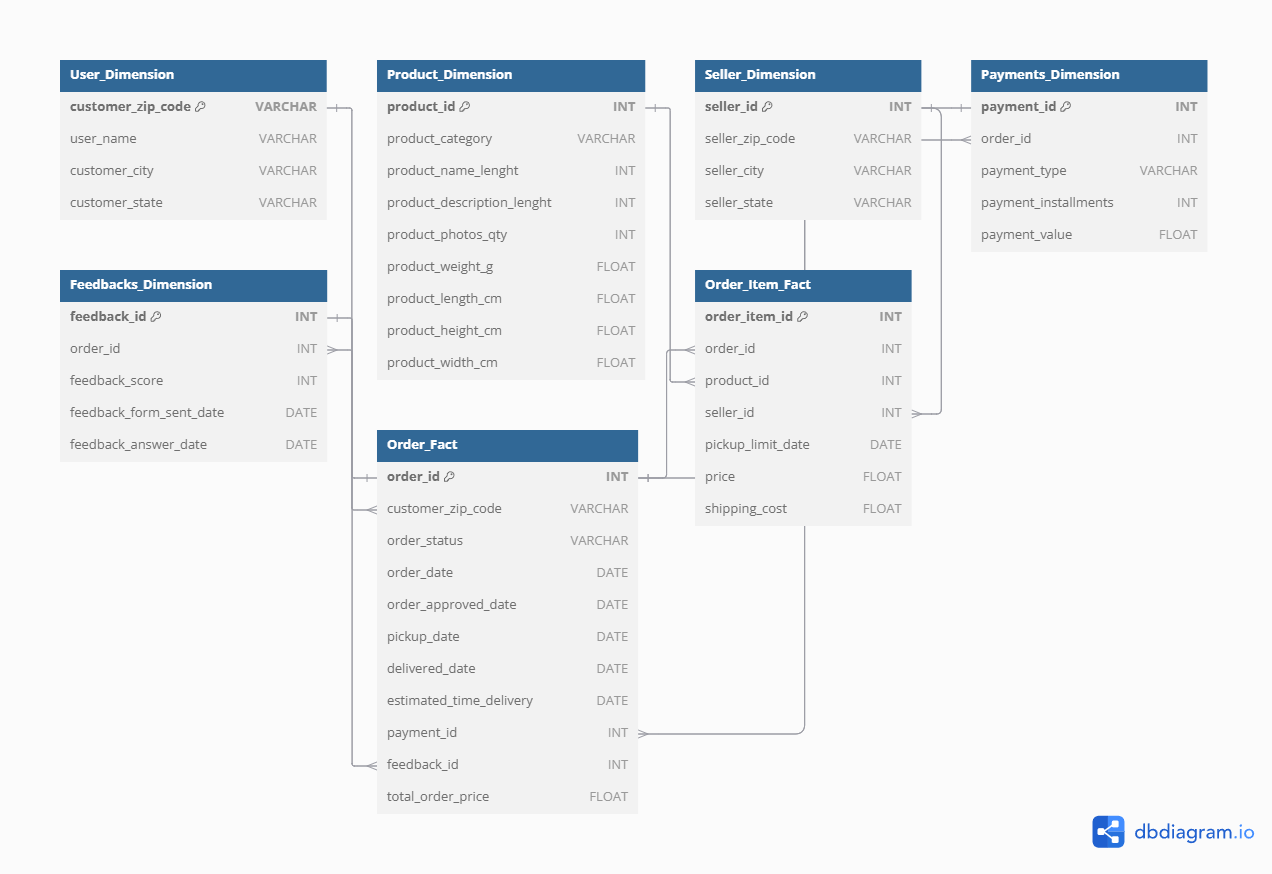 User_Dimension
customer_zip_code VARCHAR
user_name VARCHAR
customer_city VARCHAR
customer_state VARCHAR
Product_Dimension
product_id INT
product_category VARCHAR
product_name_lenght INT
product_description_lenght INT
product_photos_qty INT
product_weight_g FLOAT
product_length_cm FLOAT
product_height_cm FLOAT
product_width_cm FLOAT
Seller_Dimension
seller_id INT
seller_zip_code VARCHAR
seller_city VARCHAR
seller_state VARCHAR
Payments_Dimension
payment_id INT
order_id INT
payment_type VARCHAR
payment_installments INT
payment_value FLOAT
Feedbacks_Dimension
feedback_id INT
order_id INT
feedback_score INT
feedback_form_sent_date DATE
feedback_answer_date DATE
Order_Item_Fact
order_item_id INT
order_id INT
product_id INT
seller_id INT
pickup_limit_date DATE
price FLOAT
shipping_cost FLOAT
Order_Fact
order_id INT
customer_zip_code VARCHAR
order_status VARCHAR
order_date DATE
order_approved_date DATE
pickup_date DATE
delivered_date DATE
estimated_time_delivery DATE
payment_id INT
feedback_id INT
total_order_price FLOAT
dbdiagram.io